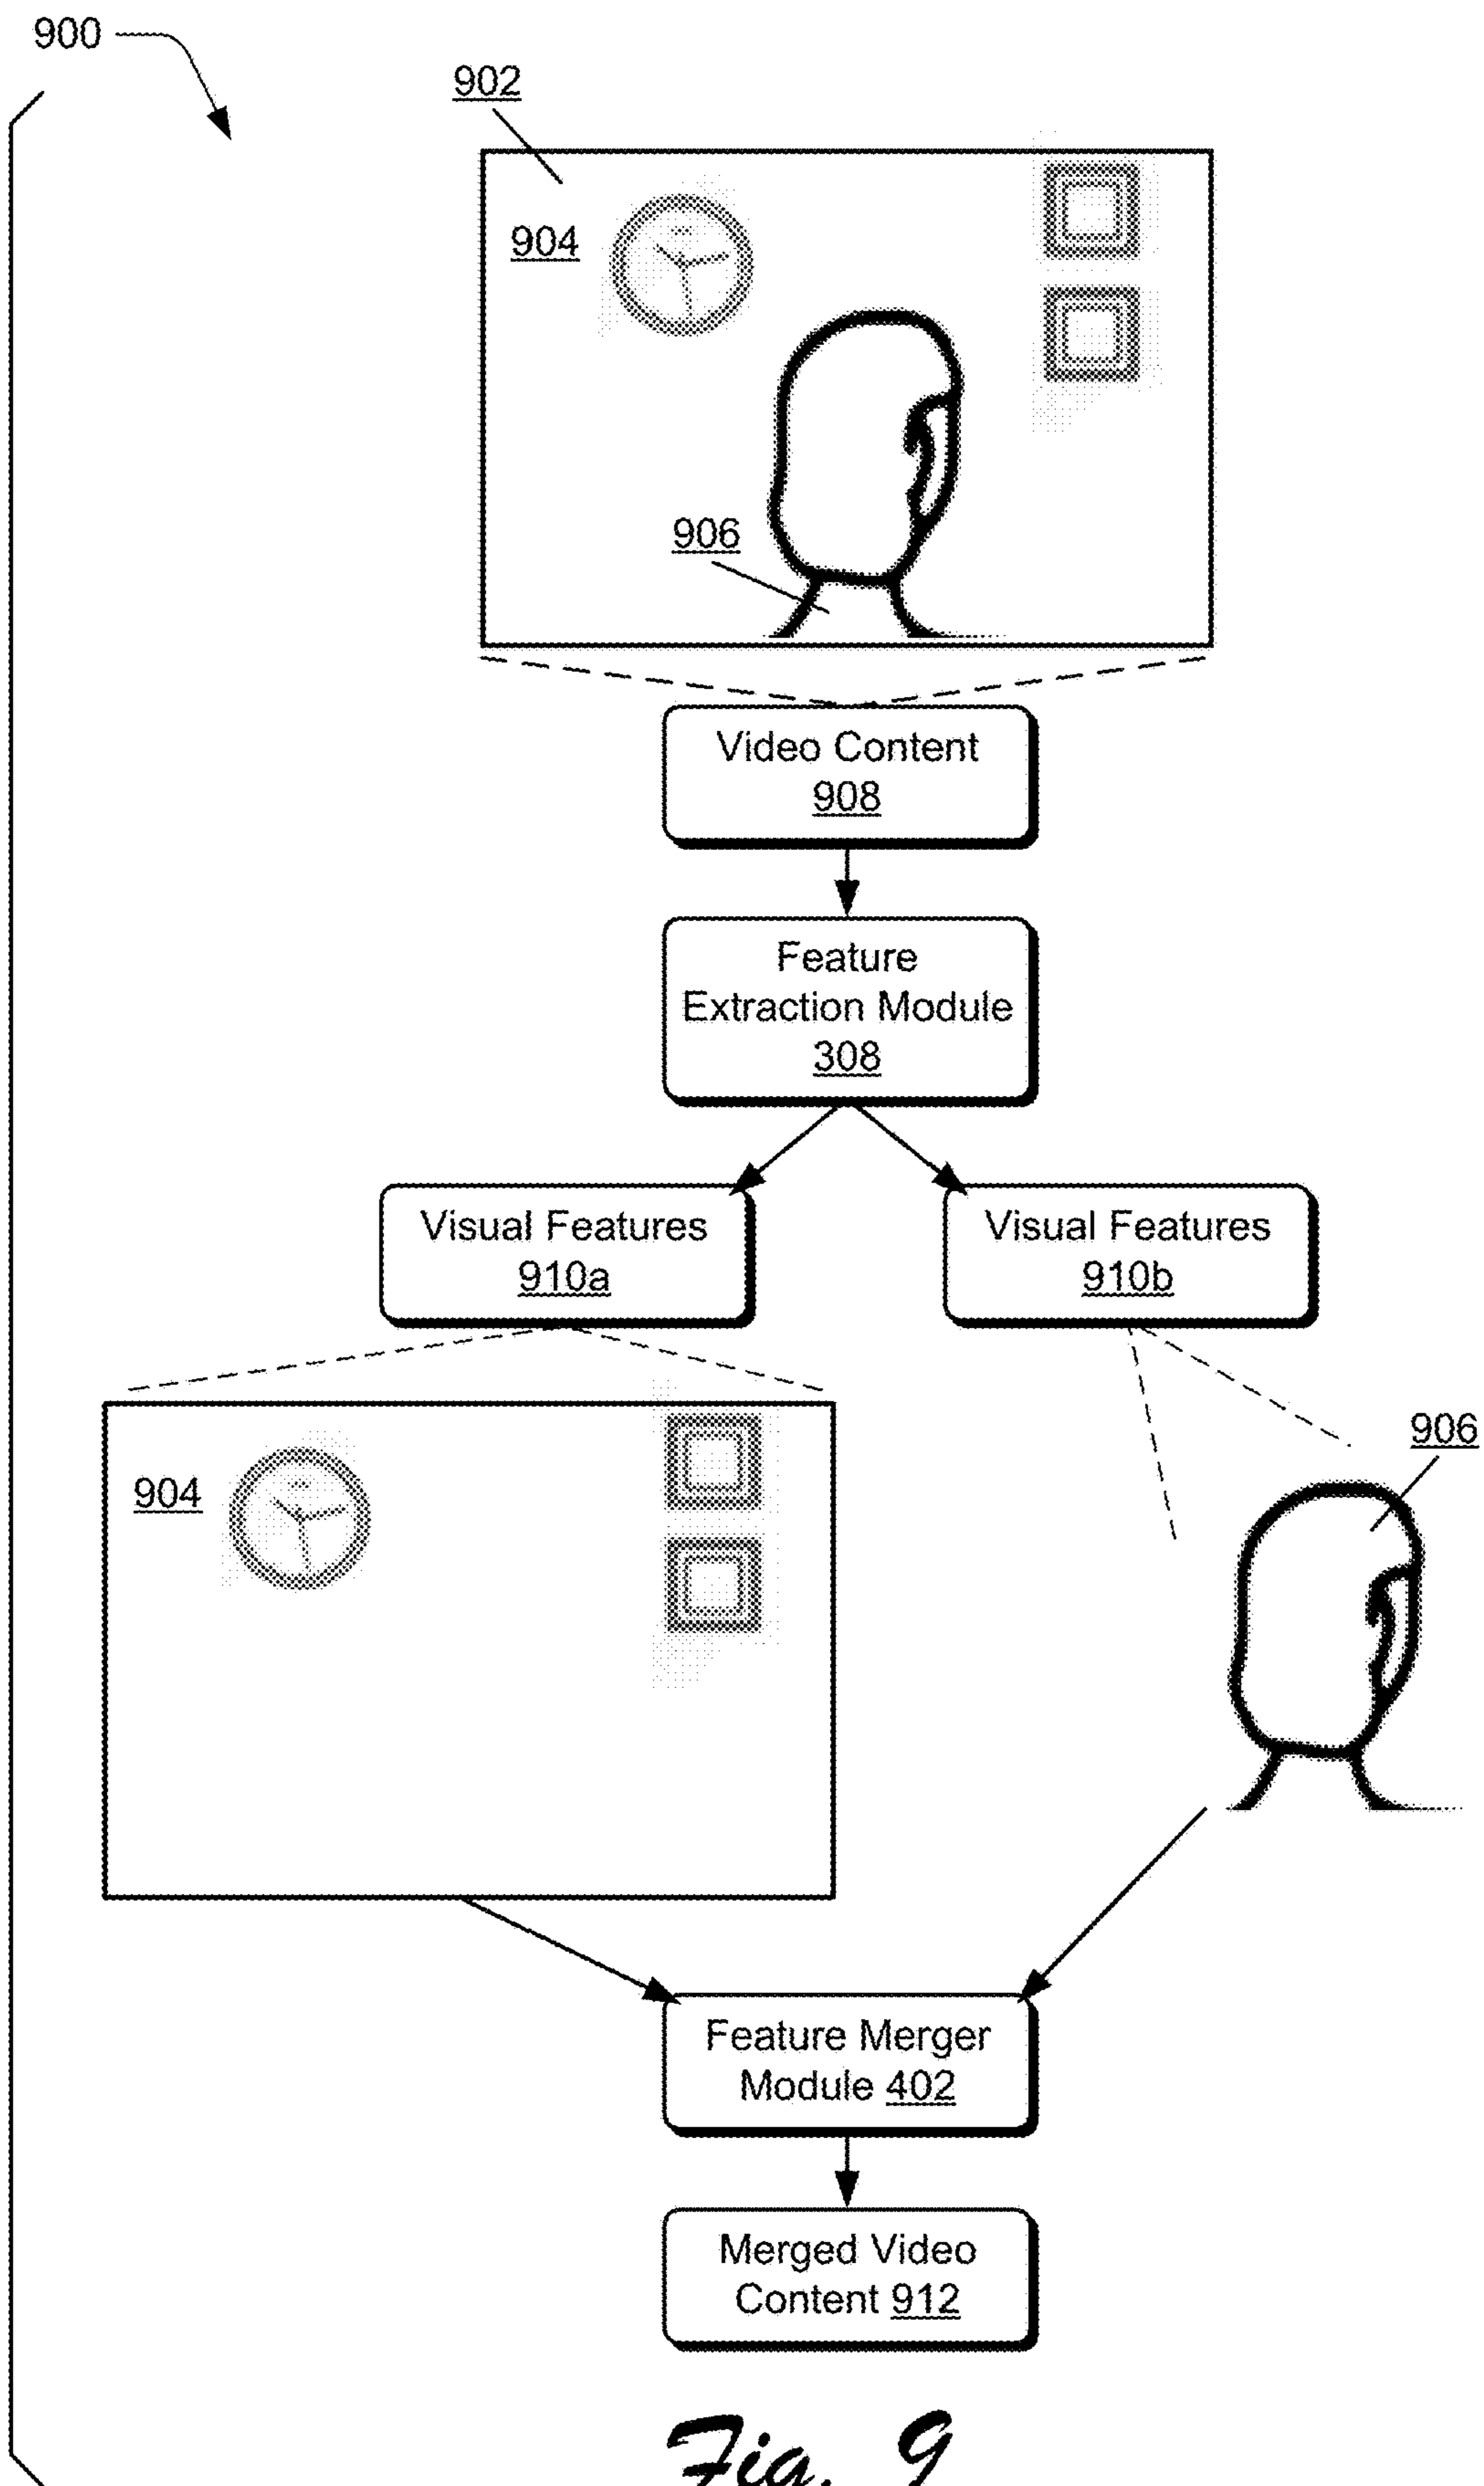 900
902
904
906
Video Content
908
Feature
Extraction Module
308
Visual Features
910a
Visual Features
910b
904
906
Feature Merger
Module 402
Merged Video
Content 912
Fig. 9